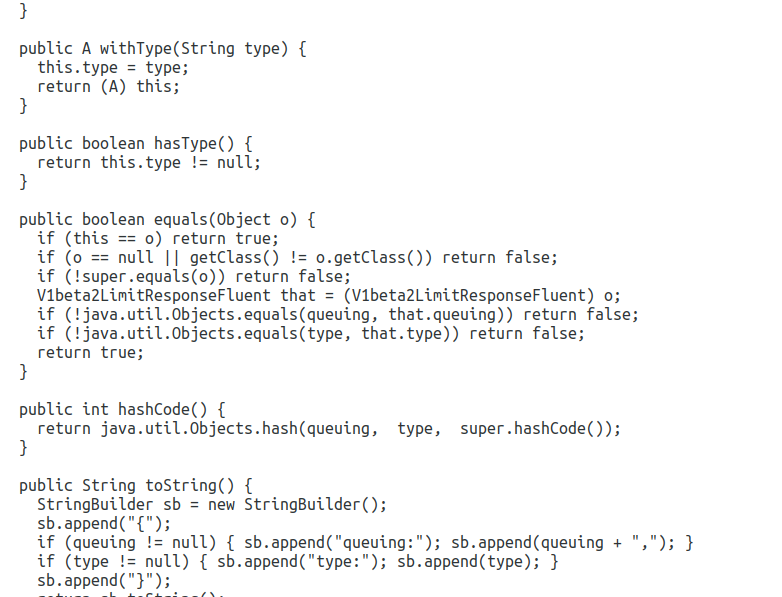 }

public A withType(String type) {
  this.type = type;
  return (A) this;
}

public boolean hasType() {
  return this.type != null;
}

public boolean equals(Object o) {
  if (this == o) return true;
  if (o == null || getClass() != o.getClass()) return false;
  if (!super.equals(o)) return false;
  V1beta2LimitResponseFluent that = (V1beta2LimitResponseFluent) o;
  if (!java.util.Objects.equals(queuing, that.queuing)) return false;
  if (!java.util.Objects.equals(type, that.type)) return false;
  return true;
}

public int hashCode() {
  return java.util.Objects.hash(queuing,  type,  super.hashCode());
}

public String toString() {
  StringBuilder sb = new StringBuilder();
  sb.append("{");
  if (queuing != null) { sb.append("queuing:"); sb.append(queuing + ","); }
  if (type != null) { sb.append("type:"); sb.append(type); }
  sb.append("}");
  return sb.toString();